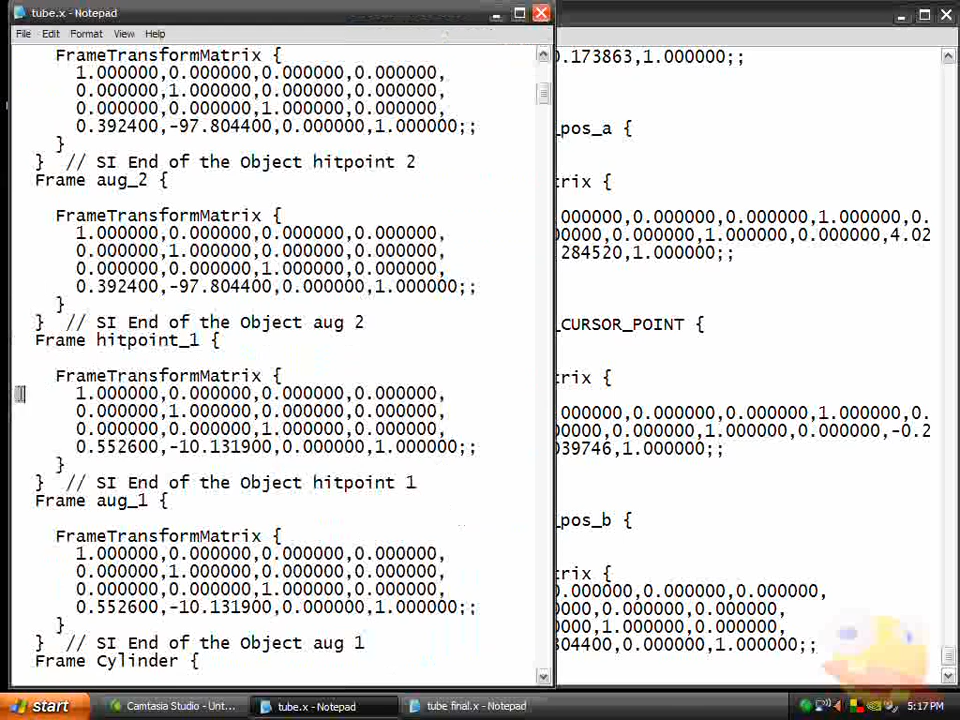 tube.x - Notepad
File Edit Format View Help
FrameTransformMatrix {
1.000000,0.000000,0.000000,0.000000,
0.000000,1.000000,0.000000,0.000000,
0.000000,0.000000,1.000000,0.000000,
0.392400,-97.804400,0.000000,1.000000;;
}
} // SI End of the Object hitpoint 2
Frame aug_2 {
FrameTransformMatrix {
1.000000,0.000000,0.000000,0.000000,
0.000000,1.000000,0.000000,0.000000,
0.000000,0.000000,1.000000,0.000000,
0.392400,-97.804400,0.000000,1.000000;;
}
} // SI End of the Object aug 2
Frame hitpoint_1 {
FrameTransformMatrix {
1.000000,0.000000,0.000000,0.000000,
0.000000,1.000000,0.000000,0.000000,
0.000000,0.000000,1.000000,0.000000,
0.552600,-10.131900,0.000000,1.000000;;
}
} // SI End of the Object hitpoint 1
Frame aug_1 {
FrameTransformMatrix {
1.000000,0.000000,0.000000,0.000000,
0.000000,1.000000,0.000000,0.000000,
0.000000,0.000000,1.000000,0.000000,
0.552600,-10.131900,0.000000,1.000000;;
}
} // SI End of the Object aug 1
Frame Cylinder {
0.173863,1.000000;;
_pos_a {
trix {
000000,0.000000,0.000000,1.000000,0.
00000,0.000000,1.000000,0.000000,4.02
284520,1.000000;;
_CURSOR_POINT {
trix {
000000,0.000000,0.000000,1.000000,0.
00000,0.000000,1.000000,0.000000,-0.2
039746,1.000000;;
_pos_b {
trix {
000000,0.000000,0.000000,
00000,0.000000,0.000000,
000000,1.000000,0.000000,
804400,0.000000,1.000000;;
start
Camtasia Studio - Unt...
tube.x - Notepad
tube final.x - Notepad
5:17 PM